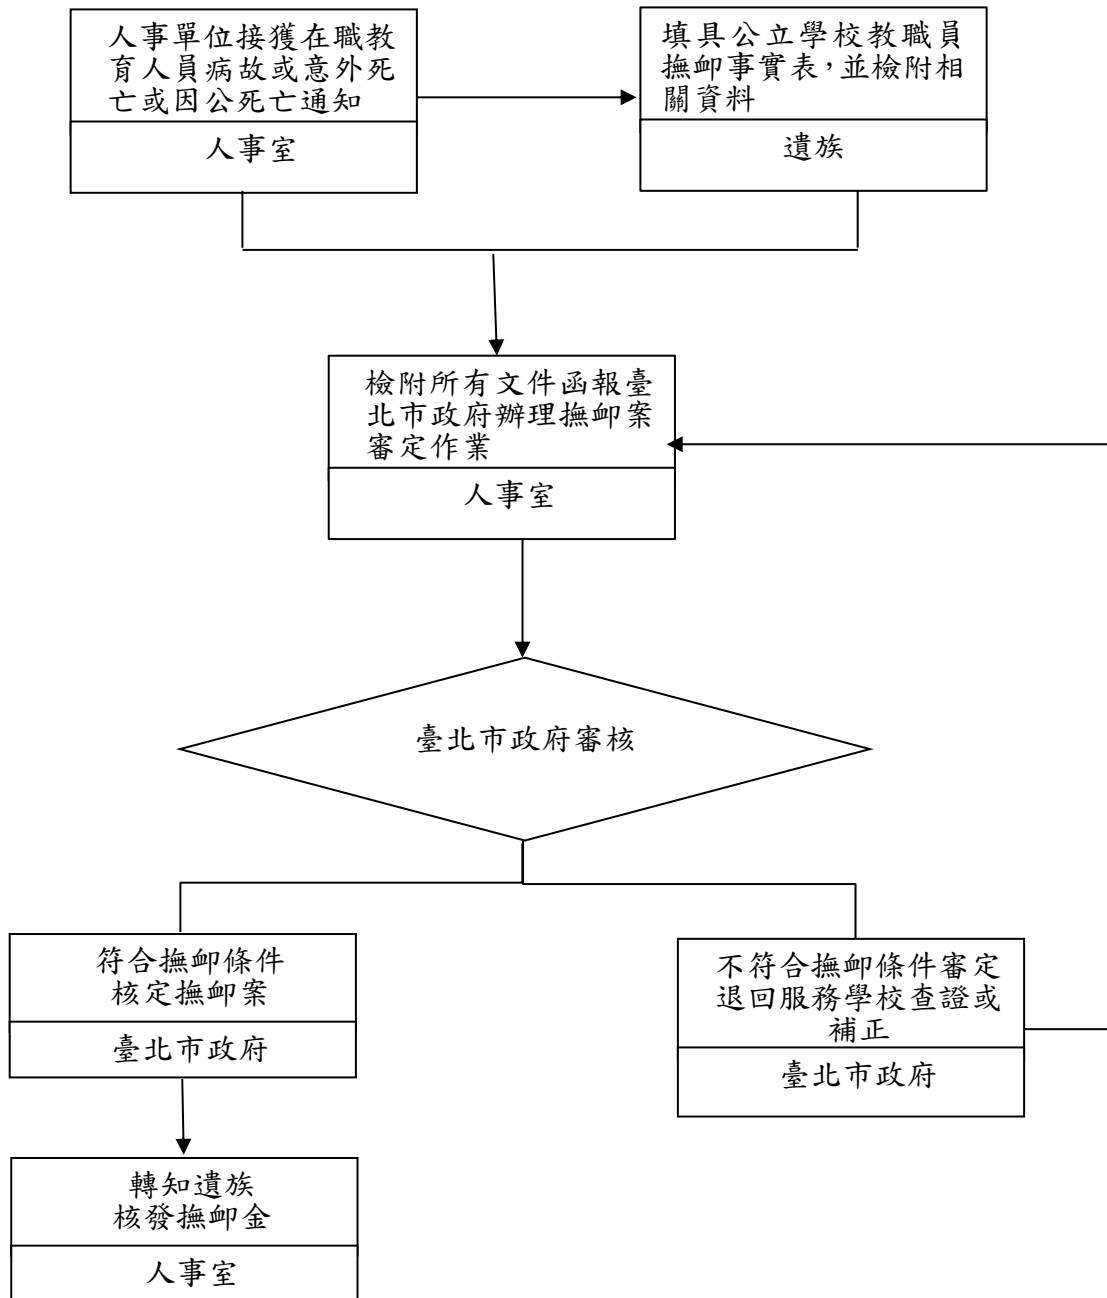 人事單位接獲在職教
育人員病故或意外死
亡或因公死亡通知
人事室
填具公立學校教職員
撫卹事實表，並檢附相
關資料
遺族
檢附所有文件函報臺
北市政府辦理撫卹案
審定作業
人事室
臺北市政府審核
符合撫卹條件
核定撫卹案
臺北市政府
不符合撫卹條件審定
退回服務學校查證或
補正
臺北市政府
轉知遺族
核發撫卹金
人事室